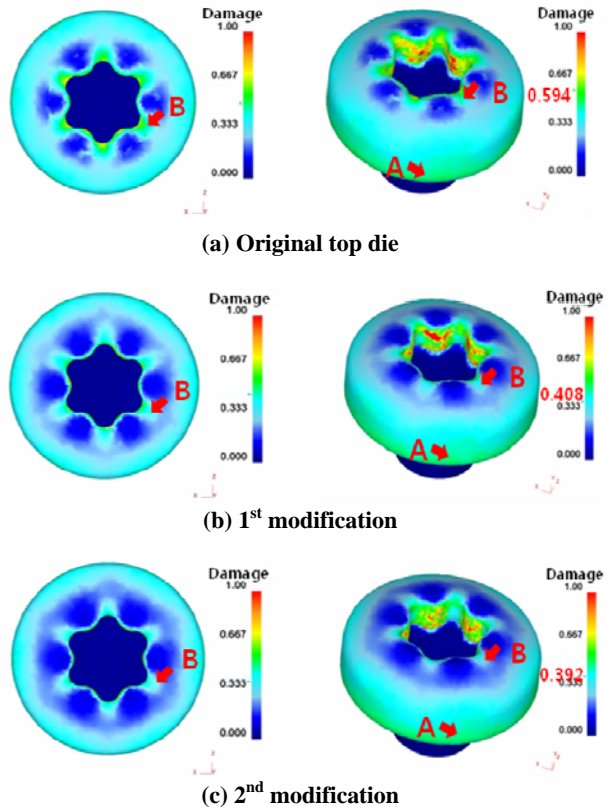 Damage
1.00
0.667
0.333
0.000
B
X Y Z
Damage
1.00
0.667
0.594
0.333
0.000
B
A
X Y Z
(a) Original top die
Damage
1.00
0.667
0.333
0.000
B
X Y Z
Damage
1.00
0.667
0.408
0.333
0.000
B
A
X Y Z
(b) 1st modification
Damage
1.00
0.667
0.333
0.000
B
X Y Z
Damage
1.00
0.667
0.392
0.333
0.000
B
A
X Y Z
(c) 2nd modification